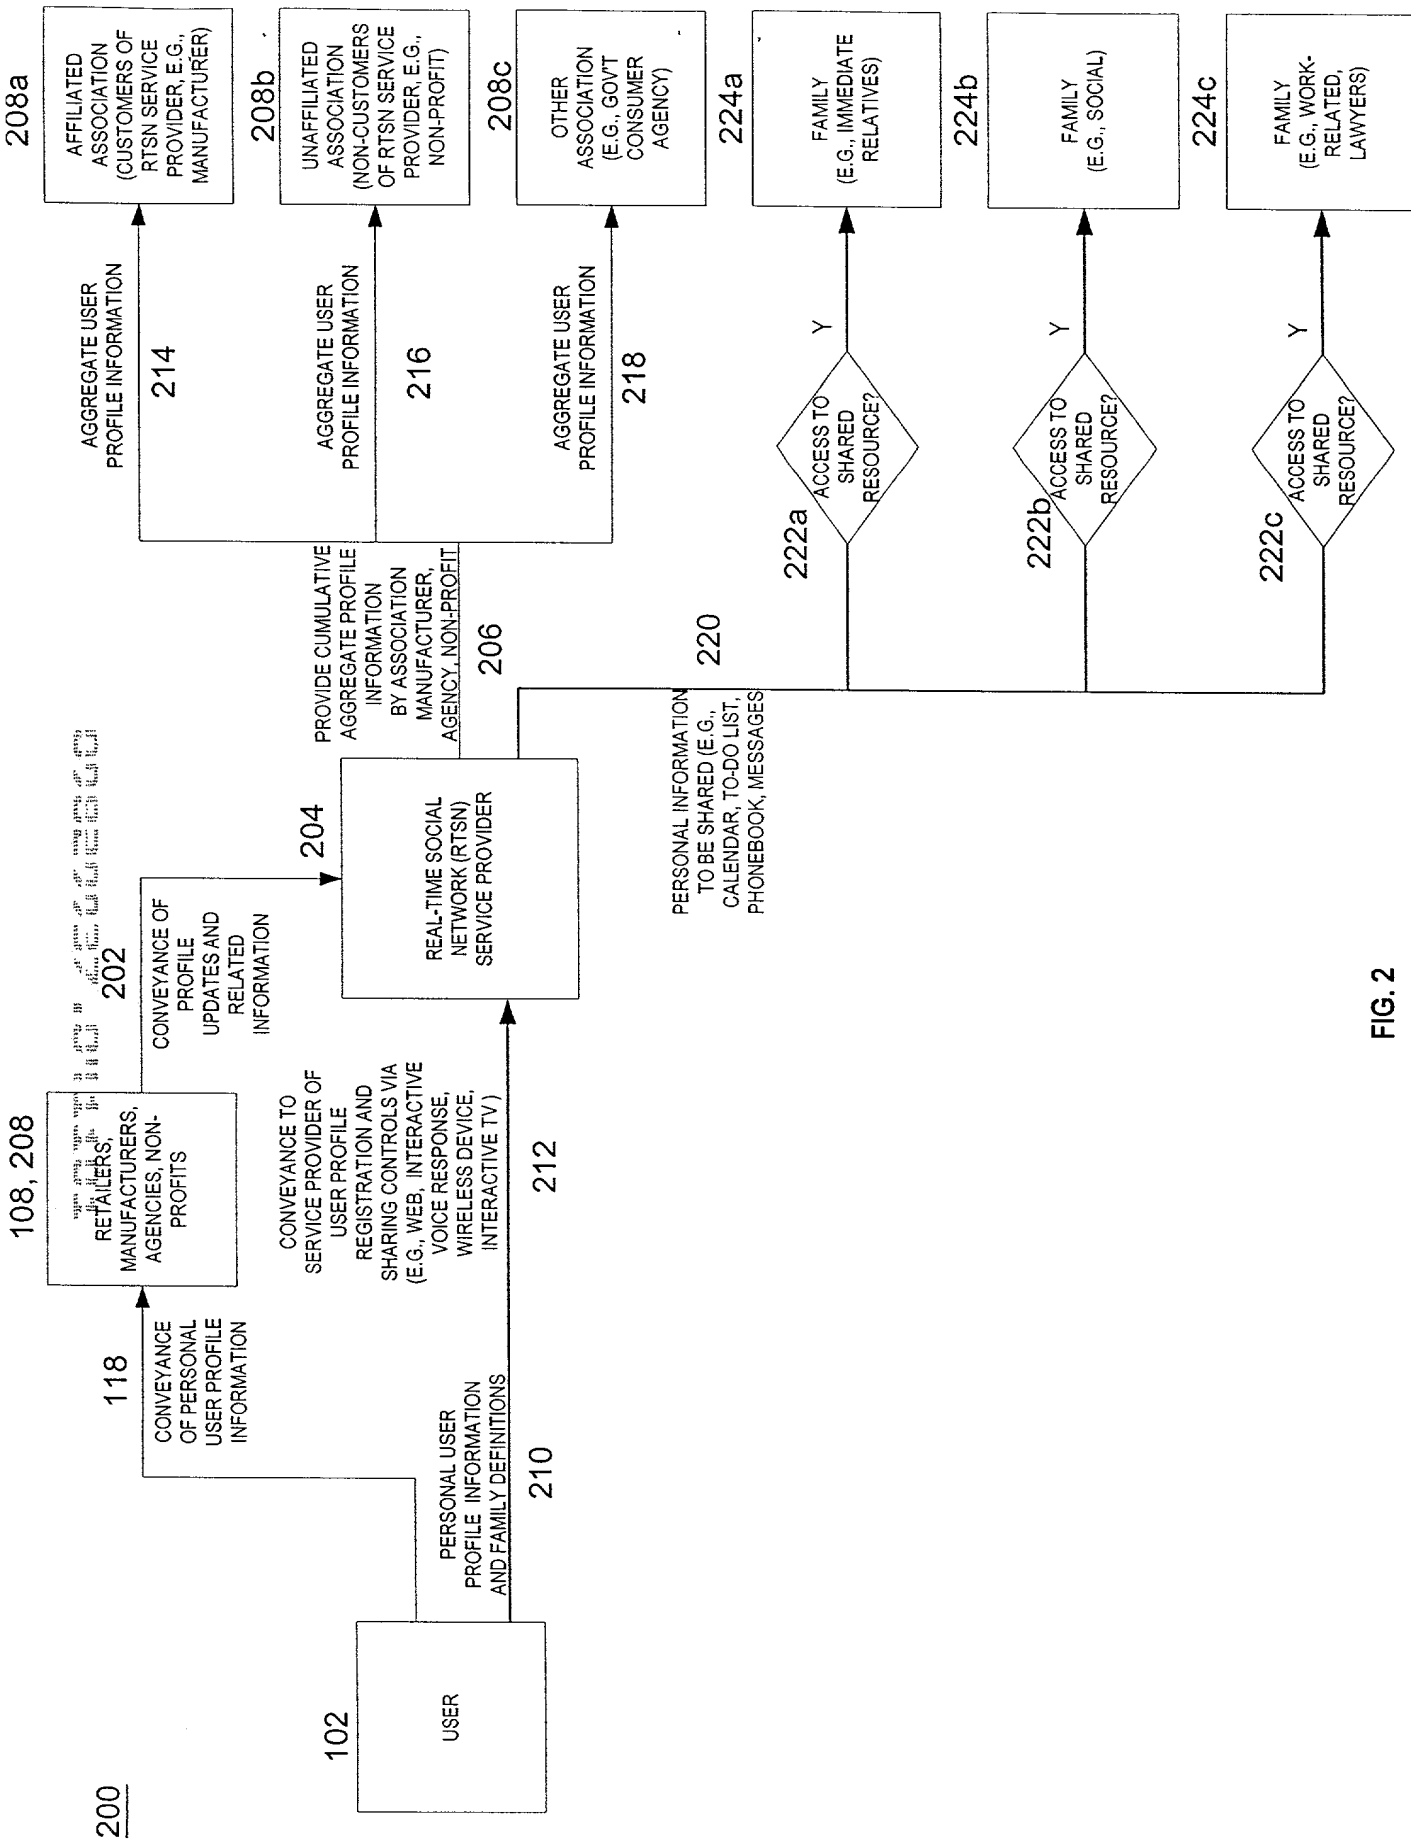 200
102
USER
118
CONVEYANCE
OF PERSONAL
USER PROFILE
INFORMATION
PERSONAL USER
PROFILE INFORMATION
AND FAMILY DEFINITIONS
210
108, 208
RETAILERS,
MANUFACTURERS,
AGENCIES, NON-
PROFITS
CONVEYANCE TO
SERVICE PROVIDER OF
USER PROFILE
REGISTRATION AND
SHARING CONTROLS VIA
(E.G., WEB, INTERACTIVE
VOICE RESPONSE,
WIRELESS DEVICE,
INTERACTIVE TV )
212
202
CONVEYANCE OF
PROFILE
UPDATES AND
RELATED
INFORMATION
204
REAL-TIME SOCIAL
NETWORK (RTSN)
SERVICE PROVIDER
PROVIDE CUMULATIVE
AGGREGATE PROFILE
INFORMATION
BY ASSOCIATION
MANUFACTURER,
AGENCY, NON-PROFIT
206
PERSONAL INFORMATION
TO BE SHARED (E.G.,
CALENDAR, TO-DO LIST,
PHONEBOOK, MESSAGES
220
AGGREGATE USER
PROFILE INFORMATION
214
AGGREGATE USER
PROFILE INFORMATION
216
AGGREGATE USER
PROFILE INFORMATION
218
222a
ACCESS TO
SHARED
RESOURCE?
Y
222b
ACCESS TO
SHARED
RESOURCE?
Y
222c
ACCESS TO
SHARED
RESOURCE?
Y
208a
AFFILIATED
ASSOCIATION
(CUSTOMERS OF
RTSN SERVICE
PROVIDER, E.G.,
MANUFACTURER)
208b
UNAFFILIATED
ASSOCIATION
(NON-CUSTOMERS
OF RTSN SERVICE
PROVIDER, E.G.,
NON-PROFIT)
208c
OTHER
ASSOCIATION
(E.G., GOV'T
CONSUMER
AGENCY)
224a
FAMILY
(E.G., IMMEDIATE
RELATIVES)
224b
FAMILY
(E.G., SOCIAL)
224c
FAMILY
(E.G., WORK-
RELATED,
LAWYERS)
FIG. 2